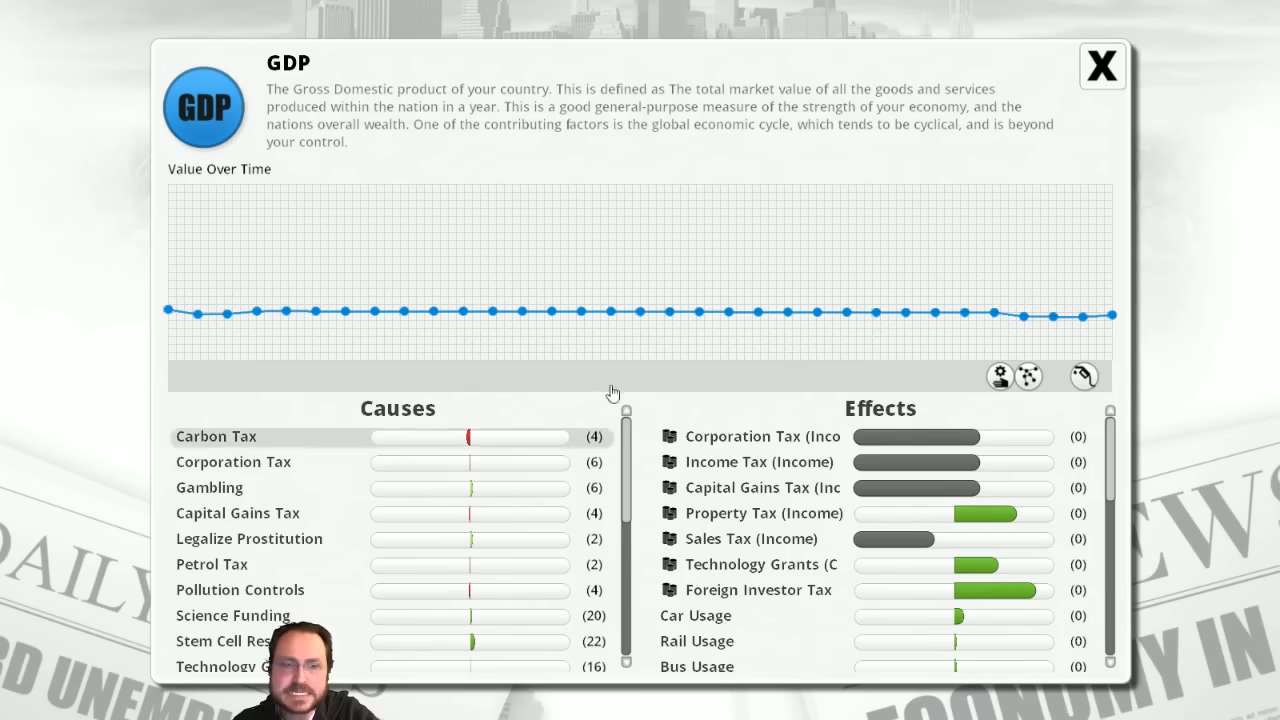 GDP
GDP
The Gross Domestic product of your country. This is defined as The total market value of all the goods and services
produced within the nation in a year. This is a good general-purpose measure of the strength of your economy, and the
nations overall wealth. One of the contributing factors is the global economic cycle, which tends to be cyclical, and is beyond
your control.
X
Value Over Time
Causes
Carbon Tax (4)
Corporation Tax (6)
Gambling (6)
Capital Gains Tax (4)
Legalize Prostitution (2)
Petrol Tax (2)
Pollution Controls (4)
Science Funding (20)
Stem Cell Res (22)
Technology G (16)
Effects
Corporation Tax (Inco (0)
Income Tax (Income) (0)
Capital Gains Tax (Inc (0)
Property Tax (Income) (0)
Sales Tax (Income) (0)
Technology Grants (C (0)
Foreign Investor Tax (0)
Car Usage (0)
Rail Usage (0)
Bus Usage (0)
DAILY
NEWS
RD UNEM
ECONOMY IN